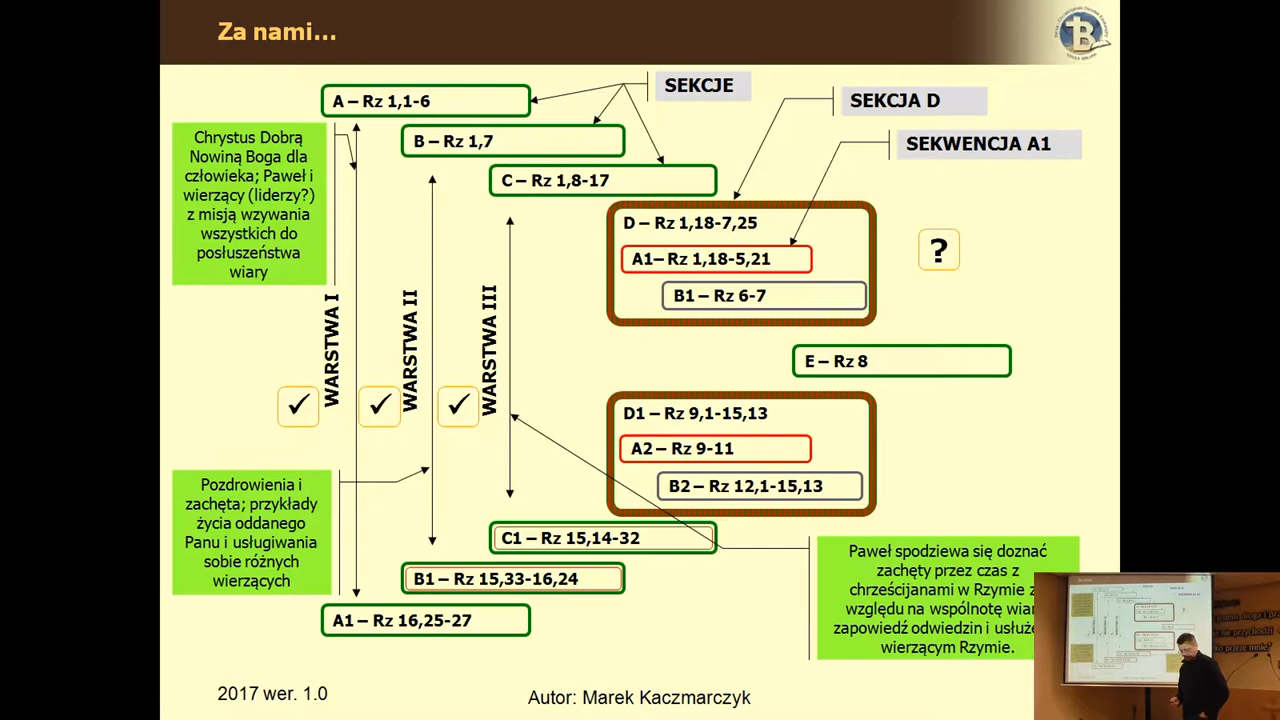 Za nami...
SEKCJE
A – Rz 1,1-6
SEKCJA D
B – Rz 1,7
SEKWENCJA A1
Chrystus Dobrą
Nowiną Boga dla
człowieka; Paweł i
wierzący (liderzy?)
z misją wzywania
wszystkich do
posłuszeństwa
wiary
C – Rz 1,8-17
D – Rz 1,18-7,25
A1– Rz 1,18-5,21
B1 – Rz 6-7
?
WARSTWA I
WARSTWA II
WARSTWA III
E – Rz 8
D1 – Rz 9,1-15,13
A2 – Rz 9-11
B2 – Rz 12,1-15,13
Pozdrowienia i
zachęta; przykłady
życia oddanego
Panu i usługiwania
sobie różnych
wierzących
C1 – Rz 15,14-32
B1 – Rz 15,33-16,24
A1 – Rz 16,25-27
Paweł spodziewa się doznać
zachęty przez czas z
chrześcijanami w Rzymie z
względu na wspólnotę
zapowiedź odwiedzin i
wierzącym Rzymie.
2017 wer. 1.0
Autor: Marek Kaczmarczyk